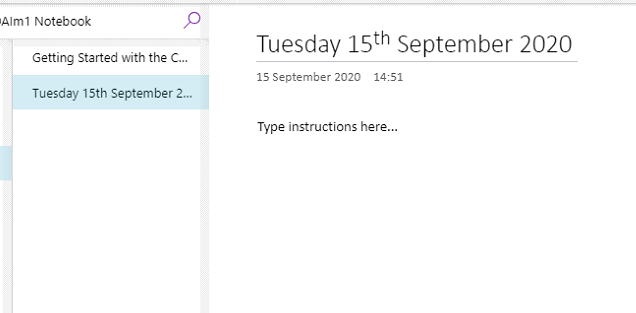 Notebook
Getting Started with the C...
Tuesday 15th September 2...
Tuesday 15th September 2020
15 September 2020 14:51
Type instructions here...